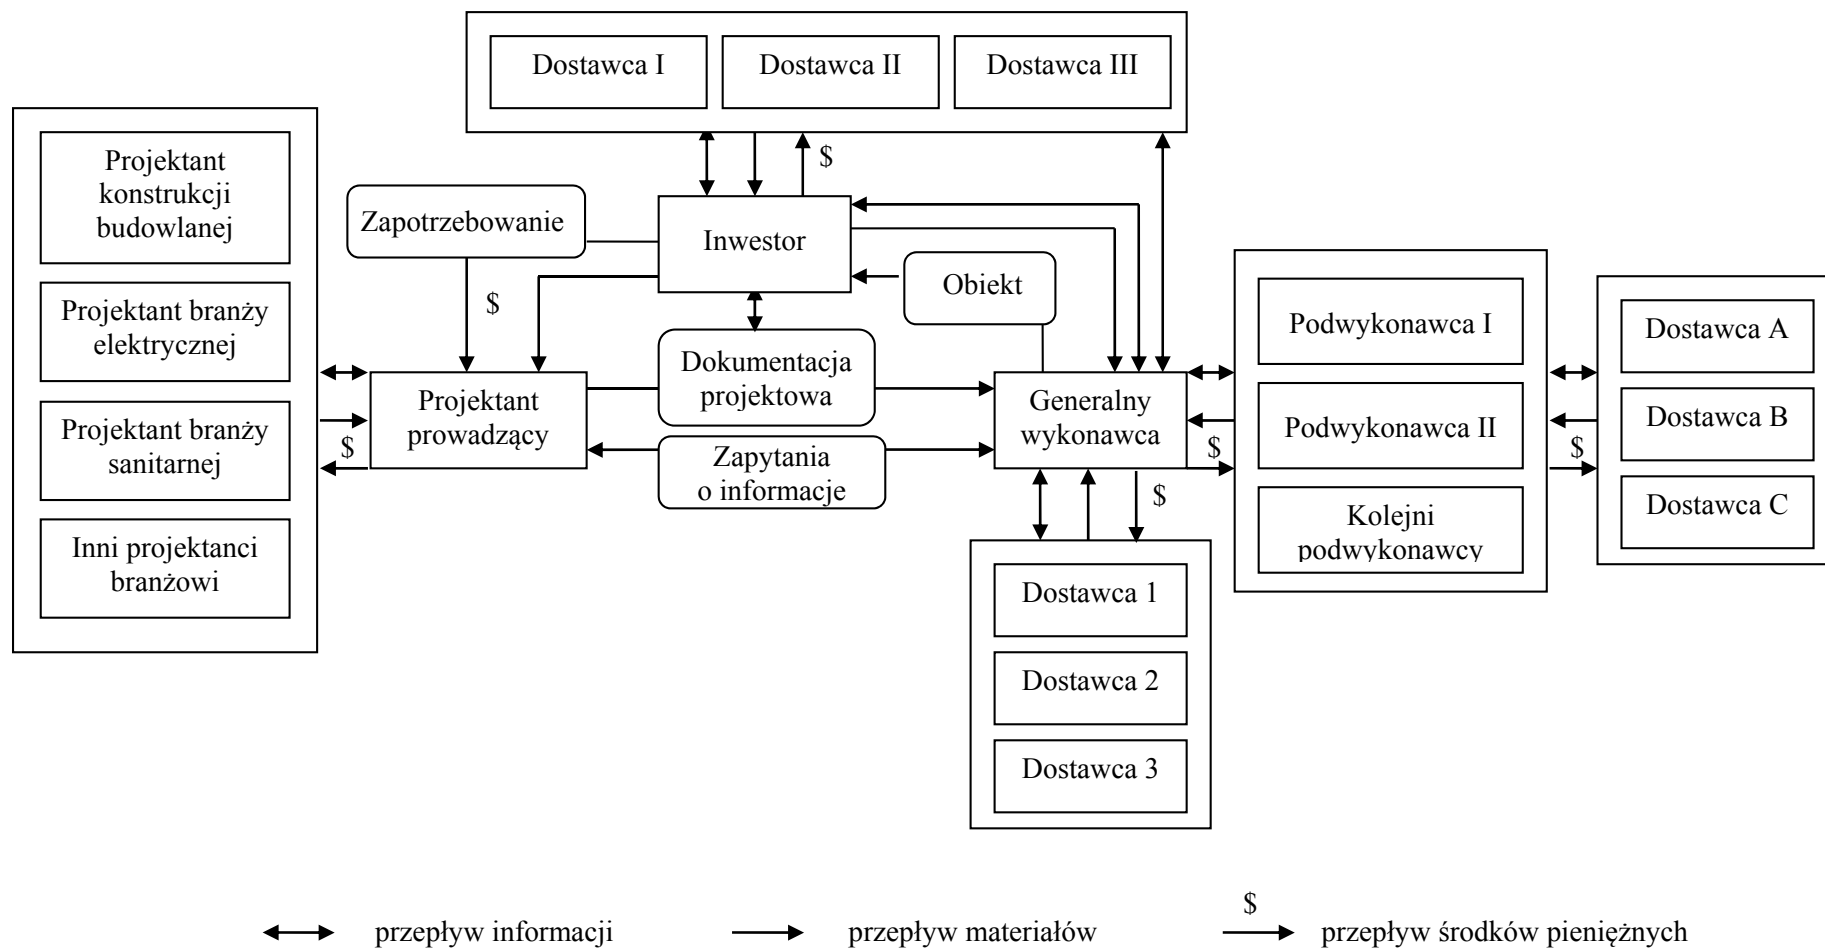 Dostawca I
Dostawca II
Dostawca III
$
Projektant
konstrukcji
budowlanej
Projektant branży
elektrycznej
Projektant branży
sanitarnej
Inni projektanci
branżowi
Zapotrzebowanie
Inwestor
Obiekt
$
Dokumentacja
projektowa
Projektant
prowadzący
$
Zapytania
o informacje
Generalny
wykonawca
$
$
Podwykonawca I
Podwykonawca II
Kolejni
podwykonawcy
$
Dostawca A
Dostawca B
Dostawca C
Dostawca 1
Dostawca 2
Dostawca 3
przepływ informacji
przepływ materiałów
$
przepływ środków pieniężnych